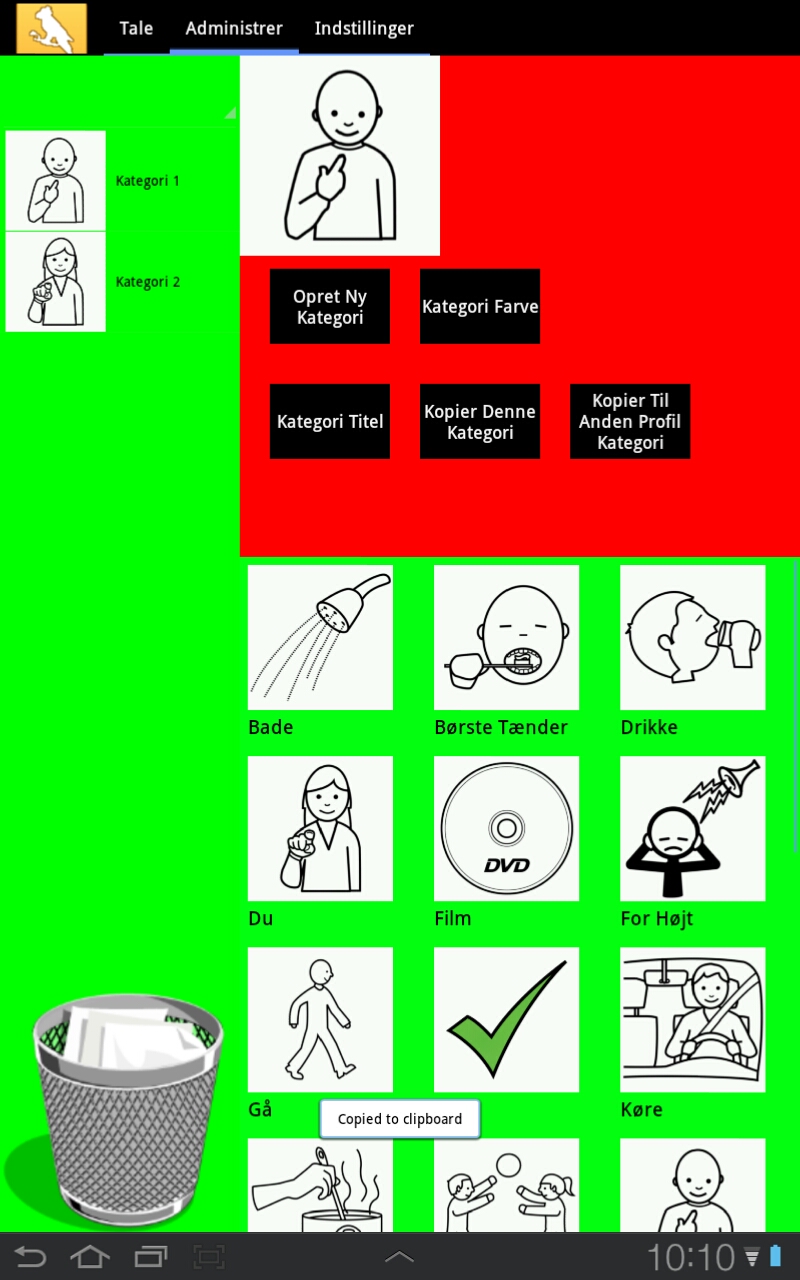 Tale
Administrer
Indstillinger
Kategori 1
Kategori 2
Opret Ny
Kategori
Kategori Farve
Kategori Titel
Kopier Denne
Kategori
Kopier Til
Anden Profil
Kategori
Bade
Børste Tænder
Drikke
Du
DVD
Film
For Højt
Gå
Køre
Copied to clipboard
10:10